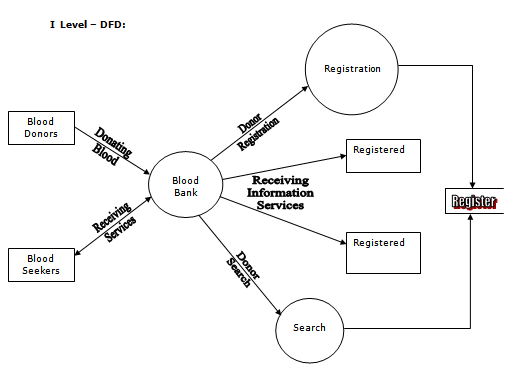 I Level – DFD:
Registration
Blood
Donors
Donating
Blood
Donor
Registration
Registered
Blood
Bank
Receiving
Information
Services
Register
Receiving
Services
Registered
Blood
Seekers
Donor
Search
Search